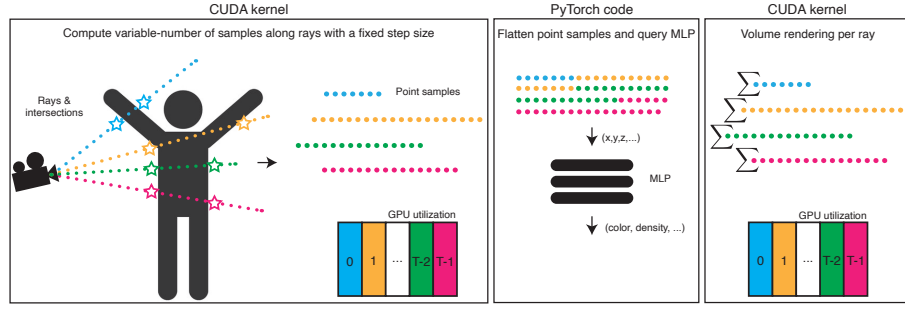 CUDA kernel
Compute variable-number of samples along rays with a fixed step size
Rays &
intersections
Point samples
GPU utilization
0
1
...
T-2
T-1
PyTorch code
Flatten point samples and query MLP
(x,y,z,...)
MLP
(color, density, ...)
CUDA kernel
Volume rendering per ray
∑
∑
∑
∑
GPU utilization
0
1
...
T-2
T-1